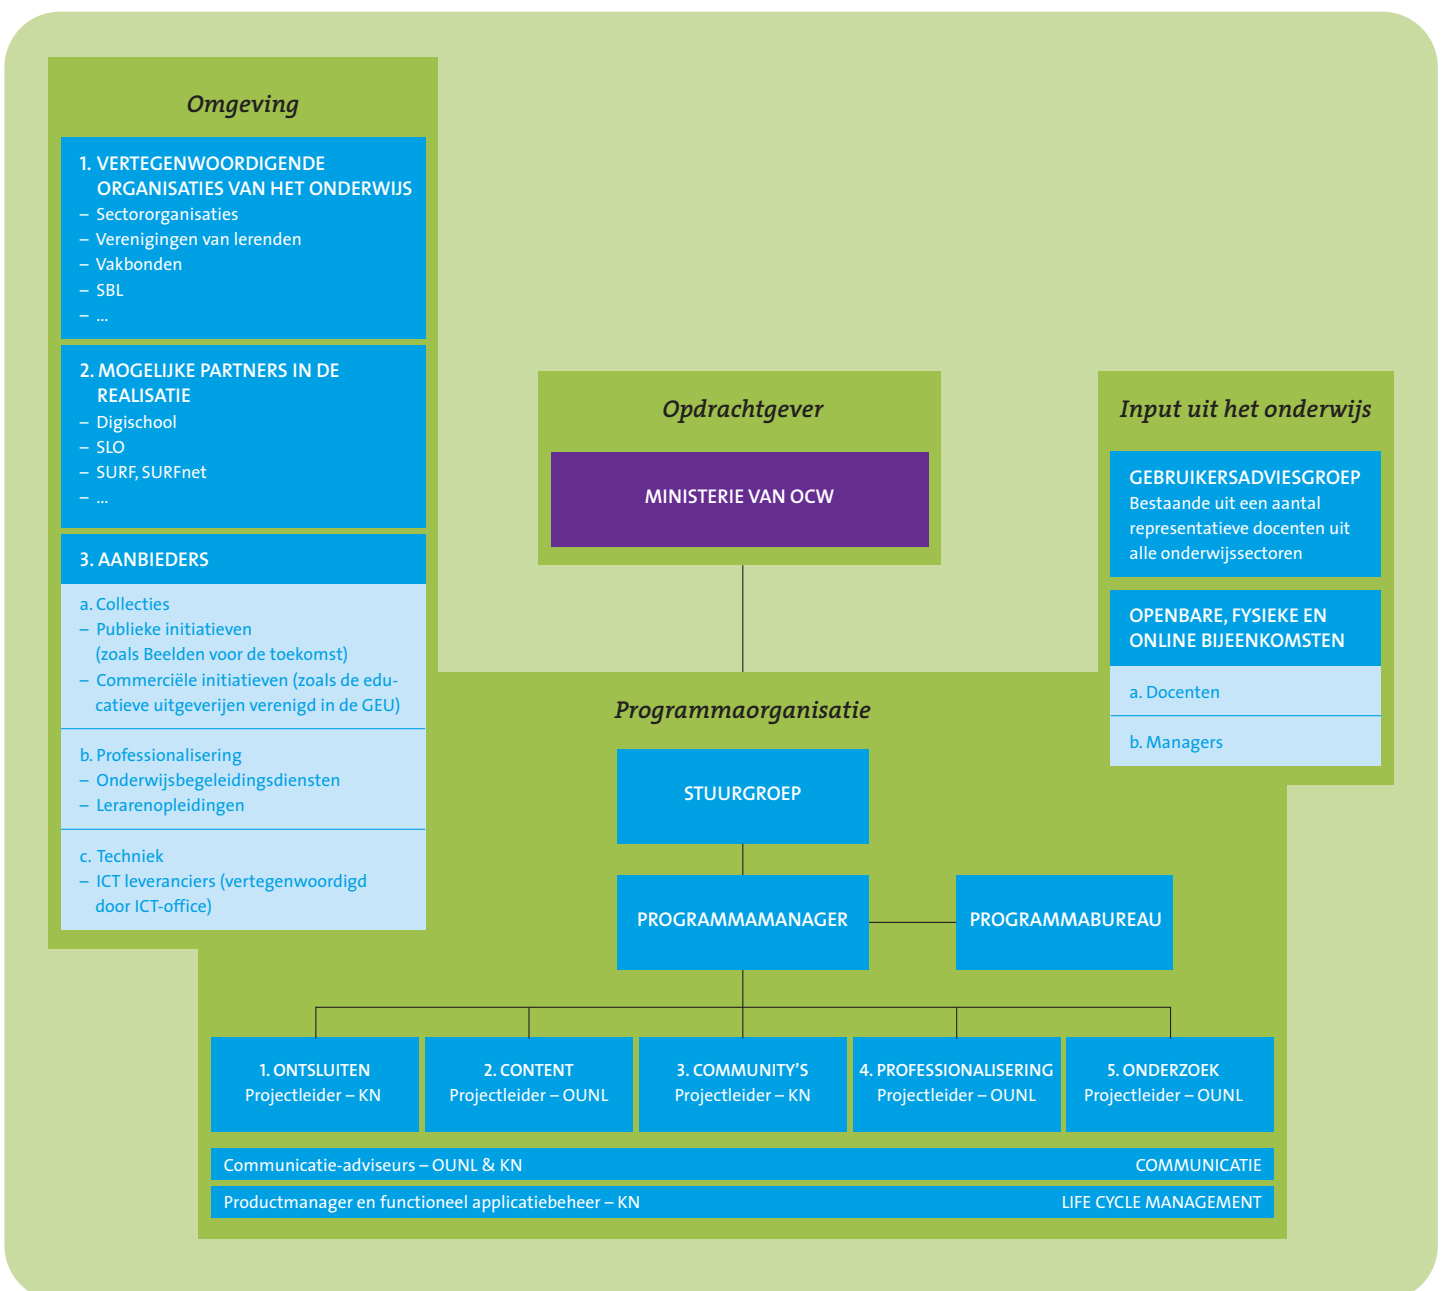 Omgeving
1. VERTEGENWOORDIGENDE
ORGANISATIES VAN HET ONDERWIJS
– Sectororganisaties
– Verenigingen van lerenden
– Vakbonden
– SBL
– ...
2. MOGELIJKE PARTNERS IN DE
REALISATIE
– Digischool
– SLO
– SURF, SURFnet
– ...
3. AANBIEDERS
a. Collecties
– Publieke initiatieven
(zoals Beelden voor de toekomst)
– Commerciële initiatieven (zoals de edu-
catieve uitgeverijen verenigd in de GEU)
b. Professionalisering
– Onderwijsbegeleidingsdiensten
– Lerarenopleidingen
c. Techniek
– ICT leveranciers (vertegenwoordigd
door ICT-office)
Opdrachtgever
MINISTERIE VAN OCW
Input uit het onderwijs
GEBRUIKERSADVIESGROEP
Bestaande uit een aantal
representatieve docenten uit
alle onderwijssectoren
OPENBARE, FYSIEKE EN
ONLINE BIJEENKOMSTEN
a. Docenten
b. Managers
Programmaorganisatie
STUURGROEP
PROGRAMMAMANAGER
PROGRAMMABUREAU
1. ONTSLUITEN
Projectleider – KN
2. CONTENT
Projectleider – OUNL
3. COMMUNITY'S
Projectleider – KN
4. PROFESSIONALISERING
Projectleider – OUNL
5. ONDERZOEK
Projectleider – OUNL
Communicatie-adviseurs – OUNL & KN COMMUNICATIE
Productmanager en functioneel applicatiebeheer – KN LIFE CYCLE MANAGEMENT